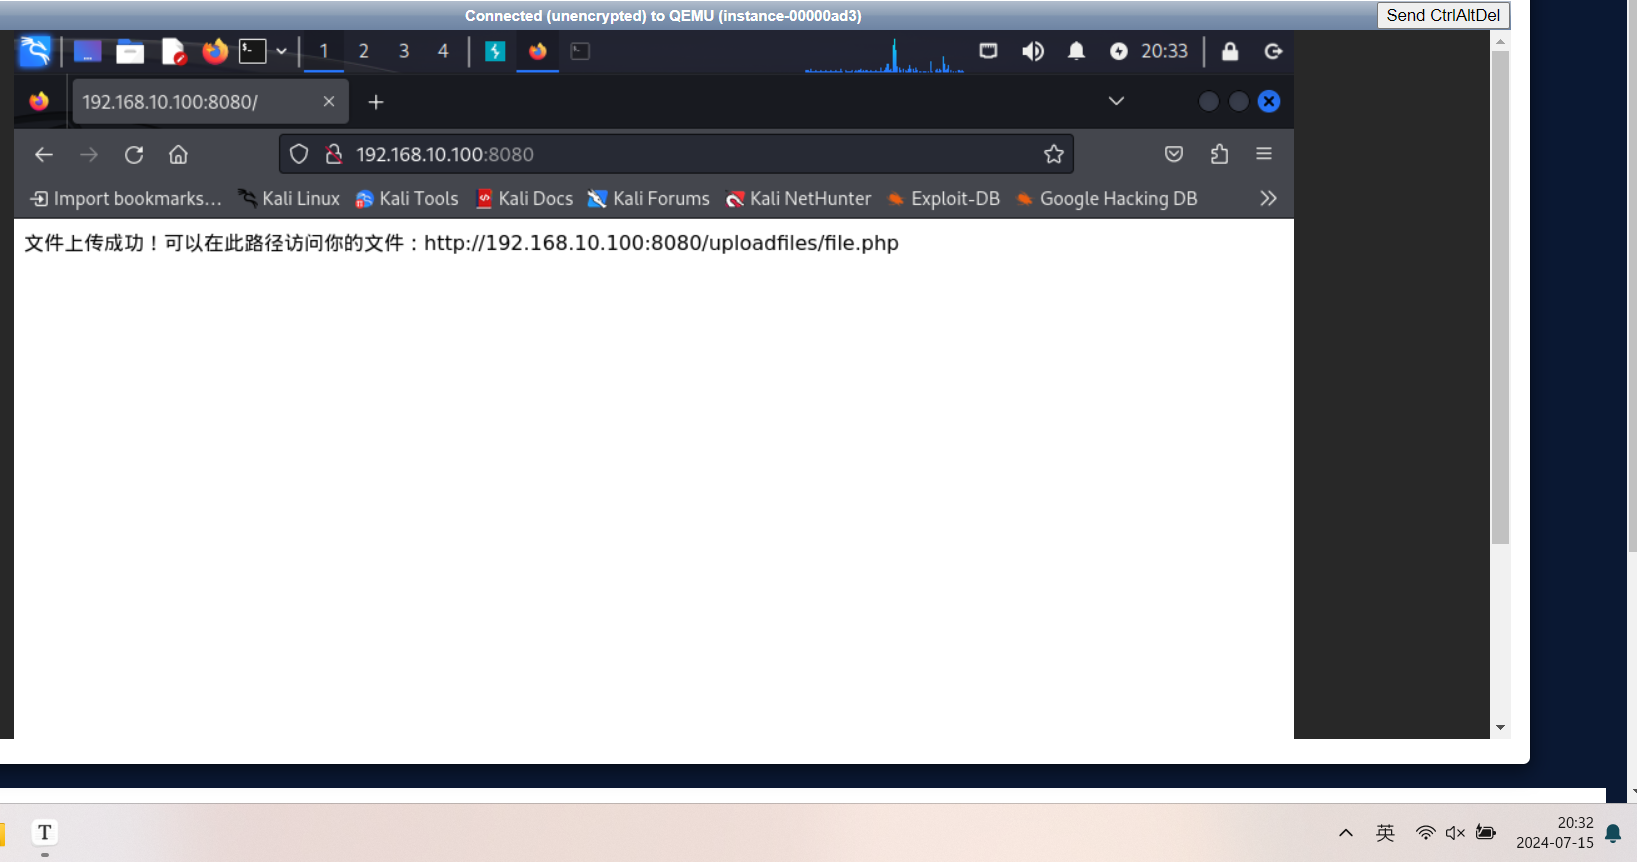 Connected (unencrypted) to QEMU (instance-00000ad3)
Send CtrlAltDel
1 2 3 4 20:33
192.168.10.100:8080/
192.168.10.100:8080
Import bookmarks... Kali Linux Kali Tools Kali Docs Kali Forums Kali NetHunter Exploit-DB Google Hacking DB
文件上传成功！可以在此路径访问你的文件：http://192.168.10.100:8080/uploadfiles/file.php
T
英
20:32
2024-07-15